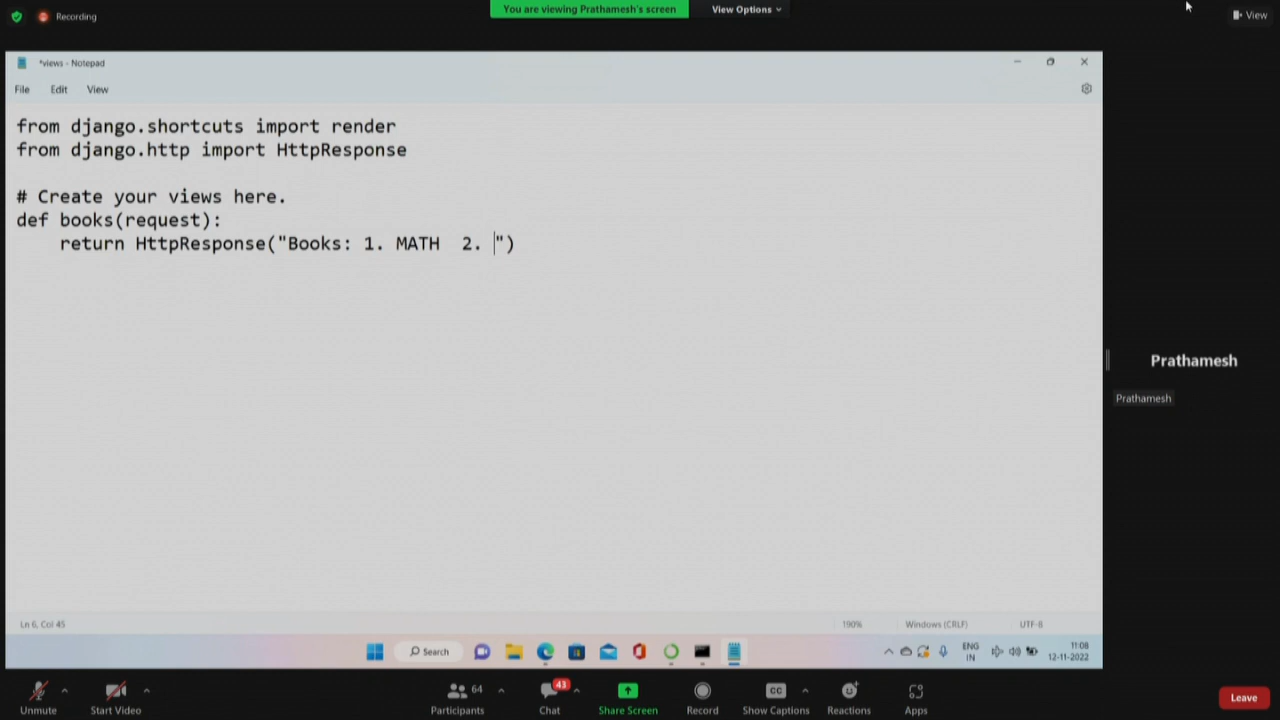 Recording
You are viewing Prathamesh's screen
View Options
View
*views - Notepad
File Edit View
from django.shortcuts import render
from django.http import HttpResponse
# Create your views here.
def books(request):
    return HttpResponse("Books: 1. MATH  2. ")
Prathamesh
Prathamesh
Ln 6, Col 45
190%
Windows (CRLF)
UTF-8
Search
ENG
IN
11:08
12-11-2022
Unmute
Start Video
64
Participants
43
Chat
Share Screen
Record
CC
Show Captions
Reactions
Apps
Leave